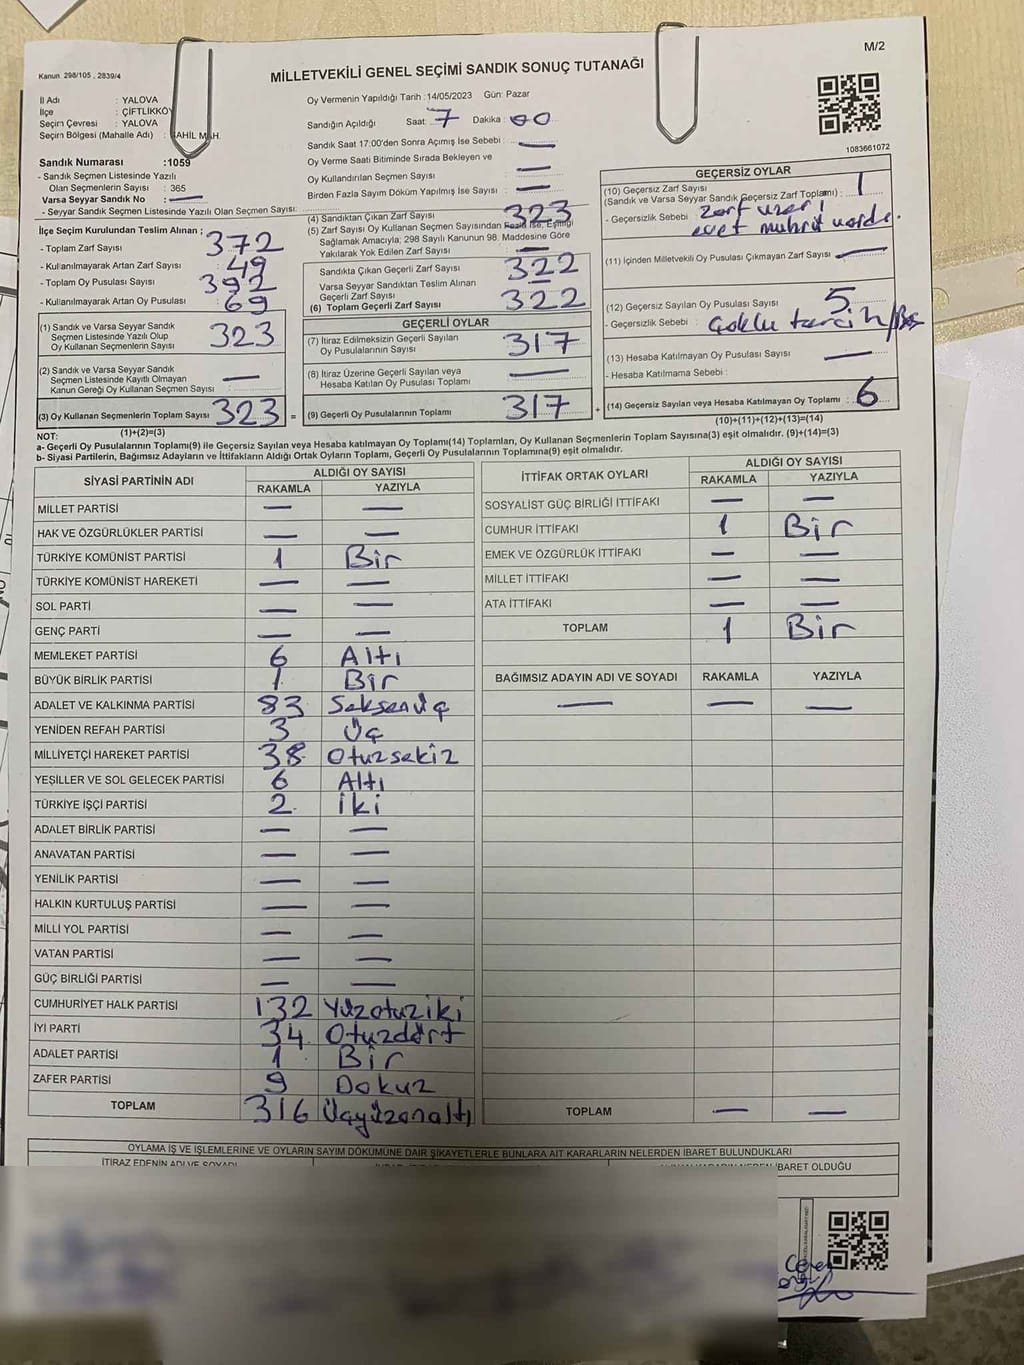 M/2
Kanun 298/105 , 2839/4
MİLLETVEKİLİ GENEL SEÇİMİ SANDIK SONUÇ TUTANAĞI
İl Adı : YALOVA
İlçe : ÇİFTLİKKÖY
Seçim Çevresi : YALOVA
Seçim Bölgesi (Mahalle Adı) : SAHİL MAH.
Sandık Numarası :1059
- Sandık Seçmen Listesinde Yazılı
Olan Seçmenlerin Sayısı : 365
Varsa Seyyar Sandık No : —
- Seyyar Sandık Seçmen Listesinde Yazılı Olan Seçmen Sayısı:
Oy Vermenin Yapıldığı Tarih :14/05/2023 Gün: Pazar
Sandığın Açıldığı Saat: 7 Dakika : 00
Sandık Saat 17:00'den Sonra Açımış İse Sebebi : —
Oy Verme Saati Bitiminde Sırada Bekleyen ve
Oy Kullandırılan Seçmen Sayısı : —
Birden Fazla Sayım Döküm Yapılmış İse Sayısı : —
1083661072
İlçe Seçim Kurulundan Teslim Alınan ;
- Toplam Zarf Sayısı : 372
- Kullanılmayarak Artan Zarf Sayısı : 49
- Toplam Oy Pusulası Sayısı : 392
- Kullanılmayarak Artan Oy Pusulası : 69
(1) Sandık ve Varsa Seyyar Sandık
Seçmen Listesinde Yazılı Olup
Oy Kullanan Seçmenlerin Sayısı : 323
(2) Sandık ve Varsa Seyyar Sandık
Seçmen Listesinde Kayıtlı Olmayan
Kanun Gereği Oy Kullanan Seçmen Sayısı : —
(3) Oy Kullanan Seçmenlerin Toplam Sayısı : 323 =
(1)+(2)=(3)
(4) Sandıktan Çıkan Zarf Sayısı : 323
(5) Zarf Sayısı Oy Kullanan Seçmen Sayısından Fazla İse, Eşitliği
Sağlamak Amacıyla; 298 Sayılı Kanunun 98. Maddesine Göre
Yakılarak Yok Edilen Zarf Sayısı : —
Sandıkta Çıkan Geçerli Zarf Sayısı : 322
Varsa Seyyar Sandıktan Teslim Alınan
Geçerli Zarf Sayısı : —
(6) Toplam Geçerli Zarf Sayısı : 322
GEÇERLİ OYLAR
(7) İtiraz Edilmeksizin Geçerli Sayılan
Oy Pusulalarının Sayısı : 317
(8) İtiraz Üzerine Geçerli Sayılan veya
Hesaba Katılan Oy Pusulası Toplamı : —
(9) Geçerli Oy Pusulalarının Toplamı : 317 +
GEÇERSİZ OYLAR
(10) Geçersiz Zarf Sayısı
(Sandık ve Varsa Seyyar Sandık Geçersiz Zarf Toplamı) : 1
- Geçersizlik Sebebi : Zarf üzeri
evet mührü vardı.
(11) İçinden Milletvekili Oy Pusulası Çıkmayan Zarf Sayısı : —
(12) Geçersiz Sayılan Oy Pusulası Sayısı : 5
- Geçersizlik Sebebi : Çoklu tercih/Boş
(13) Hesaba Katılmayan Oy Pusulası Sayısı : —
- Hesaba Katılmama Sebebi :
(14) Geçersiz Sayılan veya Hesaba Katılmayan Oy Toplamı : 6
(10)+(11)+(12)+(13)=(14)
NOT:
a- Geçerli Oy Pusulalarının Toplamı(9) ile Geçersiz Sayılan veya Hesaba katılmayan Oy Toplamı(14) Toplamları, Oy Kullanan Seçmenlerin Toplam Sayısına(3) eşit olmalıdır. (9)+(14)=(3)
b- Siyasi Partilerin, Bağımsız Adayların ve İttifakların Aldığı Ortak Oyların Toplamı, Geçerli Oy Pusulalarının Toplamına(9) eşit olmalıdır.
SİYASİ PARTİNİN ADI ALDIĞI OY SAYISI
RAKAMLA YAZIYLA
MİLLET PARTİSİ — —
HAK VE ÖZGÜRLÜKLER PARTİSİ — —
TÜRKİYE KOMÜNİST PARTİSİ 1 Bir
TÜRKİYE KOMÜNİST HAREKETİ — —
SOL PARTİ — —
GENÇ PARTİ — —
MEMLEKET PARTİSİ 6 Altı
BÜYÜK BİRLİK PARTİSİ 1 Bir
ADALET VE KALKINMA PARTİSİ 83 Seksenüç
YENİDEN REFAH PARTİSİ 3 Üç
MİLLİYETÇİ HAREKET PARTİSİ 38 Otuzsekiz
YEŞİLLER VE SOL GELECEK PARTİSİ 6 Altı
TÜRKİYE İŞÇİ PARTİSİ 2 İki
ADALET BİRLİK PARTİSİ — —
ANAVATAN PARTİSİ — —
YENİLİK PARTİSİ — —
HALKIN KURTULUŞ PARTİSİ — —
MİLLİ YOL PARTİSİ — —
VATAN PARTİSİ — —
GÜÇ BİRLİĞİ PARTİSİ — —
CUMHURİYET HALK PARTİSİ 132 Yüzotuziki
İYİ PARTİ 34 Otuzdört
ADALET PARTİSİ 1 Bir
ZAFER PARTİSİ 9 Dokuz
TOPLAM 316 Üçyüzonaltı
İTTİFAK ORTAK OYLARI ALDIĞI OY SAYISI
RAKAMLA YAZIYLA
SOSYALİST GÜÇ BİRLİĞİ İTTİFAKI — —
CUMHUR İTTİFAKI 1 Bir
EMEK VE ÖZGÜRLÜK İTTİFAKI — —
MİLLET İTTİFAKI — —
ATA İTTİFAKI — —
TOPLAM 1 Bir
BAĞIMSIZ ADAYIN ADI VE SOYADI RAKAMLA YAZIYLA
— — —
TOPLAM — —
OYLAMA İŞ VE İŞLEMLERİNE VE OYLARIN SAYIM DÖKÜMÜNE DAİR ŞİKAYETLERLE BUNLARA AİT KARARLARIN NELERDEN İBARET BULUNDUKLARI
İTİRAZ EDENİN ADI VE SOYADI
İBARET OLDUĞU